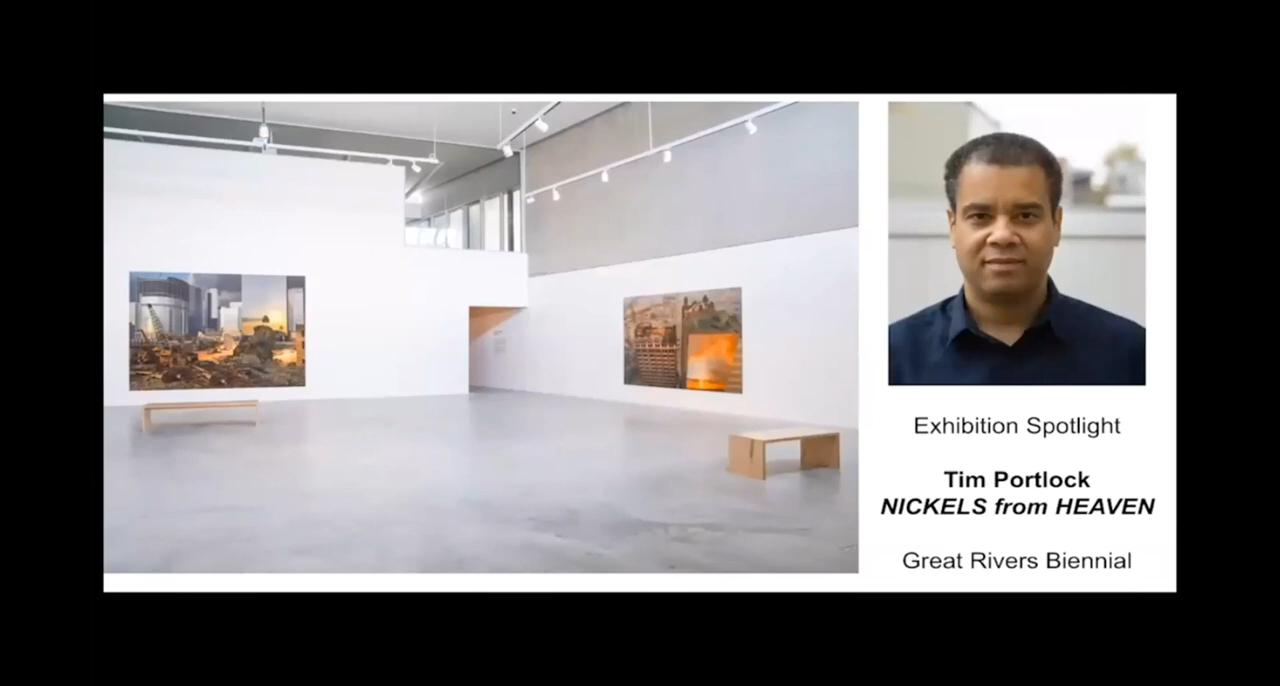 Exhibition Spotlight
Tim Portlock
NICKELS from HEAVEN
Great Rivers Biennial